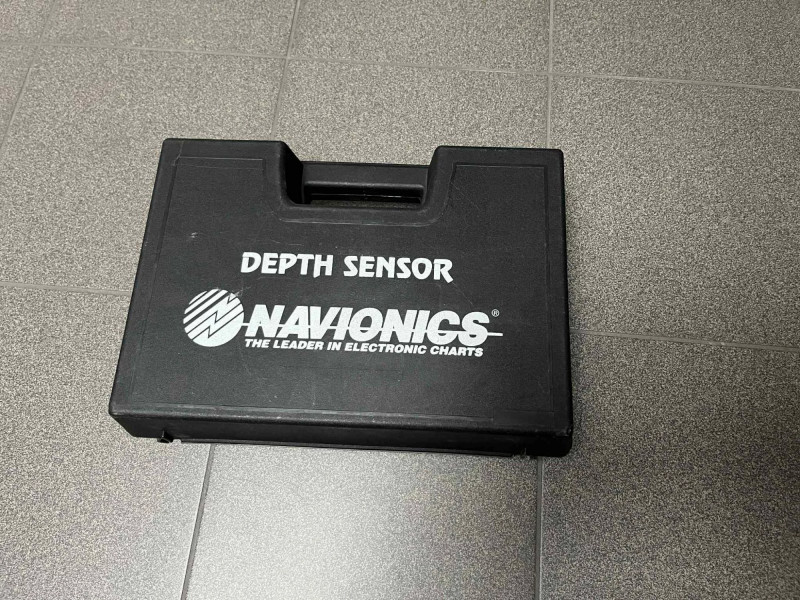 DEPTH SENSOR
NAVIONICS®
THE LEADER IN ELECTRONIC CHARTS